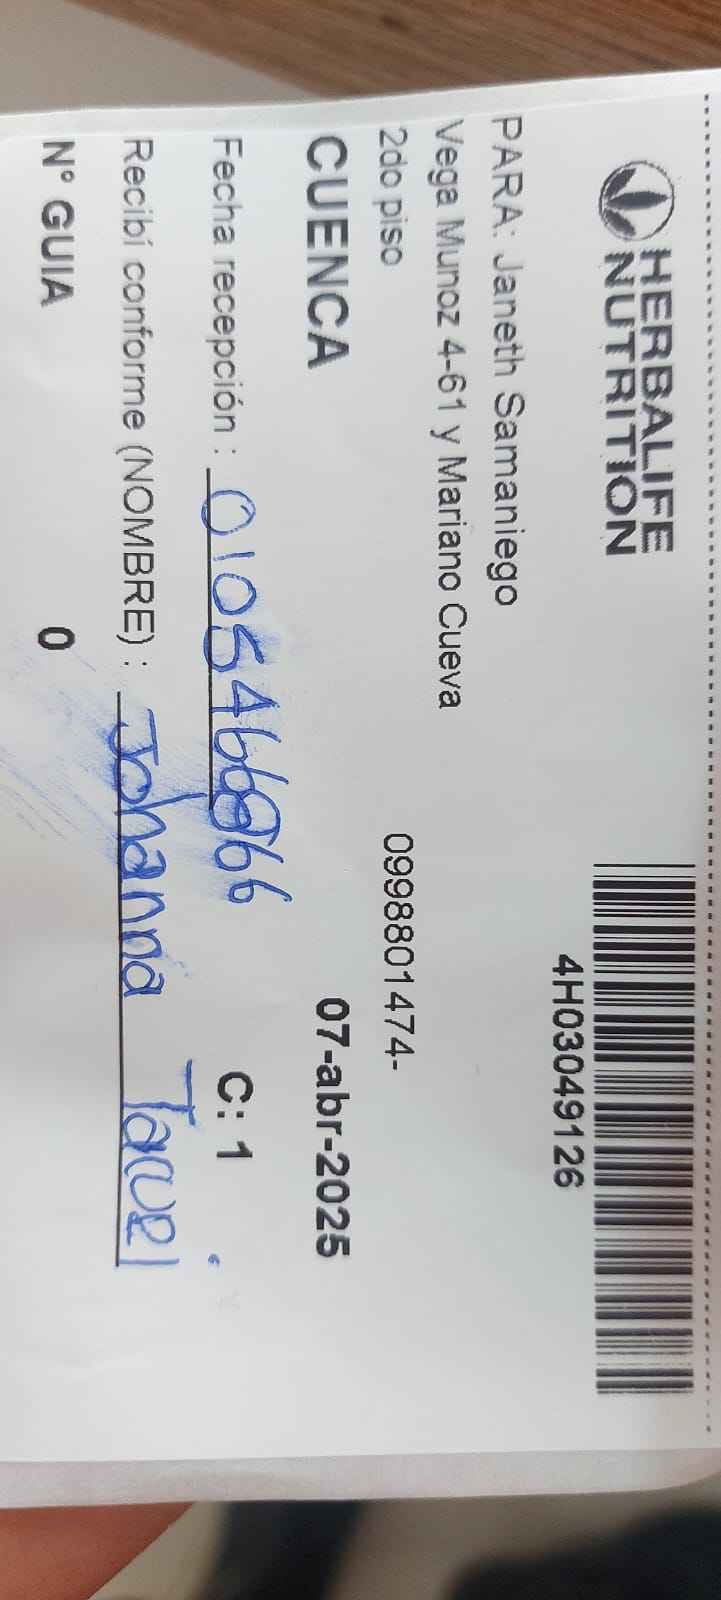 HERBALIFE
NUTRITION
4H03049126
PARA: Janeth Samaniego
Vega Munoz 4-61 y Mariano Cueva
2do piso
0998801474-
CUENCA
07-abr-2025
Fecha recepción :
C: 1
Recibí conforme (NOMBRE) : Johanna
N° GUIA 0